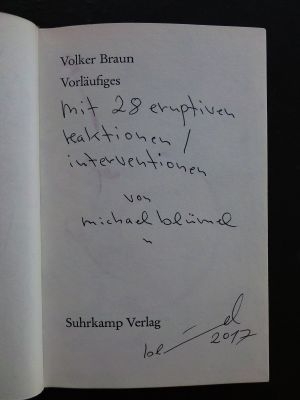 Volker Braun
Vorläufiges
mit 28 eruptiven
reaktionen /
interventionen
von
michael blümel
Suhrkamp Verlag
2017